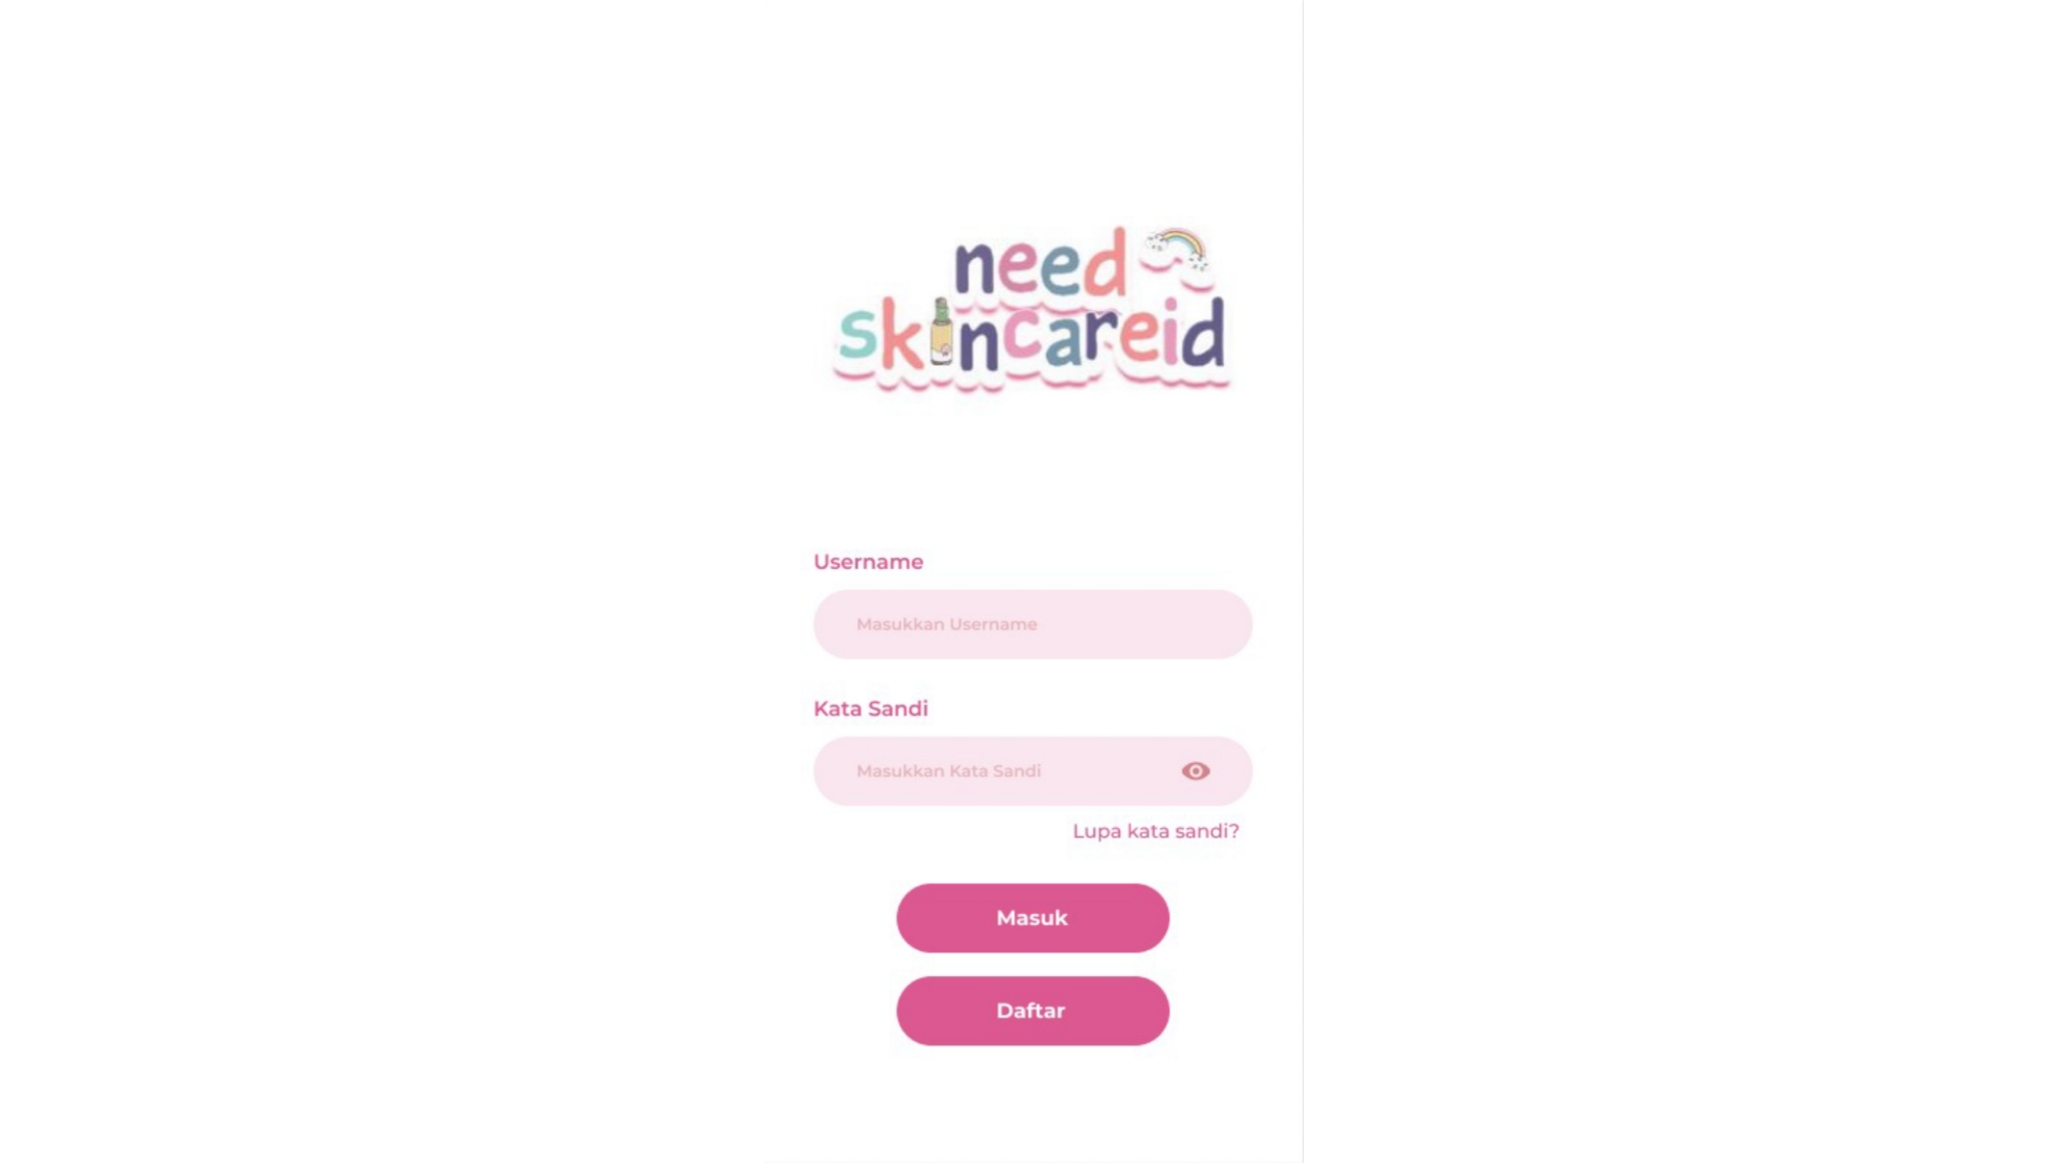 need
skincareid
Username
Masukkan Username
Kata Sandi
Masukkan Kata Sandi
Lupa kata sandi?
Masuk
Daftar